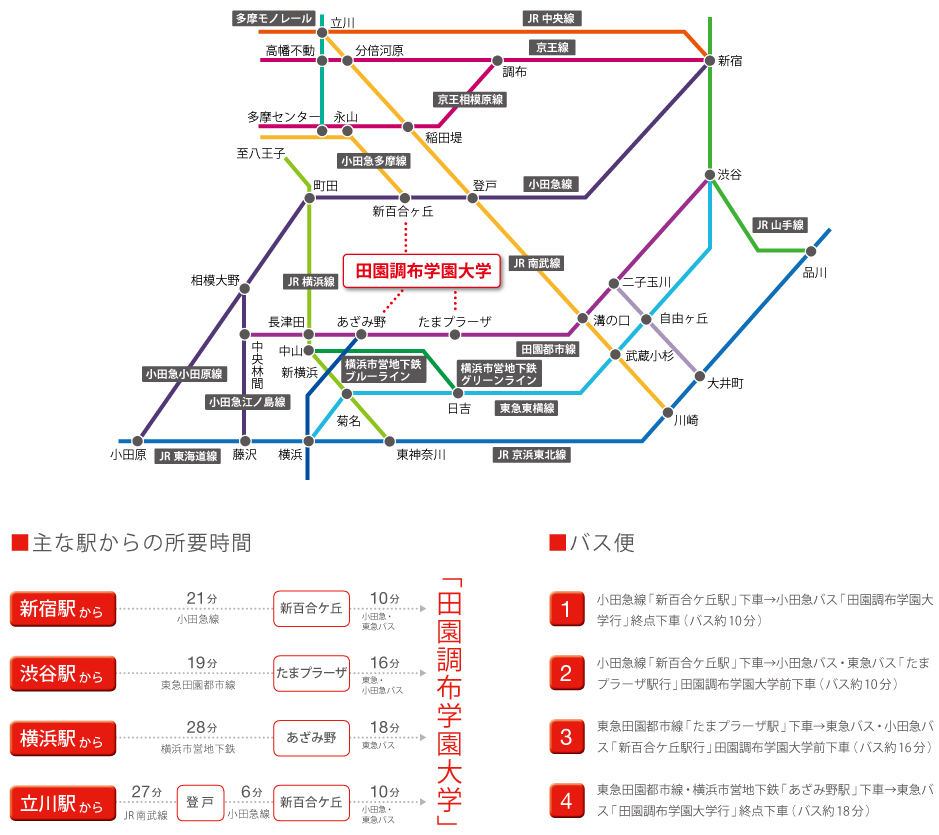 多摩モノレール
立川
JR 中央線
高幡不動
分倍河原
京王線
新宿
調布
京王相模原線
多摩センター
永山
稲田堤
至八王子
小田急多摩線
町田
登戸
小田急線
渋谷
新百合ヶ丘
JR 山手線
田園調布学園大学
JR 南武線
品川
相模大野
JR 横浜線
二子玉川
長津田
あざみ野
たまプラーザ
溝の口
自由ヶ丘
中央林間
中山
田園都市線
武蔵小杉
新横浜
横浜市営地下鉄
ブルーライン
横浜市営地下鉄
グリーンライン
小田急小田原線
大井町
小田急江ノ島線
菊名
日吉
東急東横線
川崎
小田原
JR 東海道線
藤沢
横浜
東神奈川
JR 京浜東北線
主な駅からの所要時間
新宿駅から
21分
小田急線
新百合ケ丘
10分
小田急・
東急バス
渋谷駅から
19分
東急田園都市線
たまプラーザ
16分
東急・
小田急バス
横浜駅から
28分
横浜市営地下鉄
あざみ野
18分
東急バス
立川駅から
27分
JR南武線
登戸
6分
小田急線
新百合ケ丘
10分
小田急・
東急バス
「田園調布学園大学」
バス便
1
小田急線「新百合ケ丘駅」下車→小田急バス「田園調布学園大
学行」終点下車（バス約10分）
2
小田急線「新百合ケ丘駅」下車→小田急バス・東急バス「たま
プラーザ駅行」田園調布学園大学前下車（バス約10分）
3
東急田園都市線「たまプラーザ駅」下車→東急バス・小田急バ
ス「新百合ケ丘駅行」田園調布学園大学前下車（バス約16分）
4
東急田園都市線・横浜市営地下鉄「あざみ野駅」下車→東急バ
ス「田園調布学園大学行」終点下車（バス約18分）